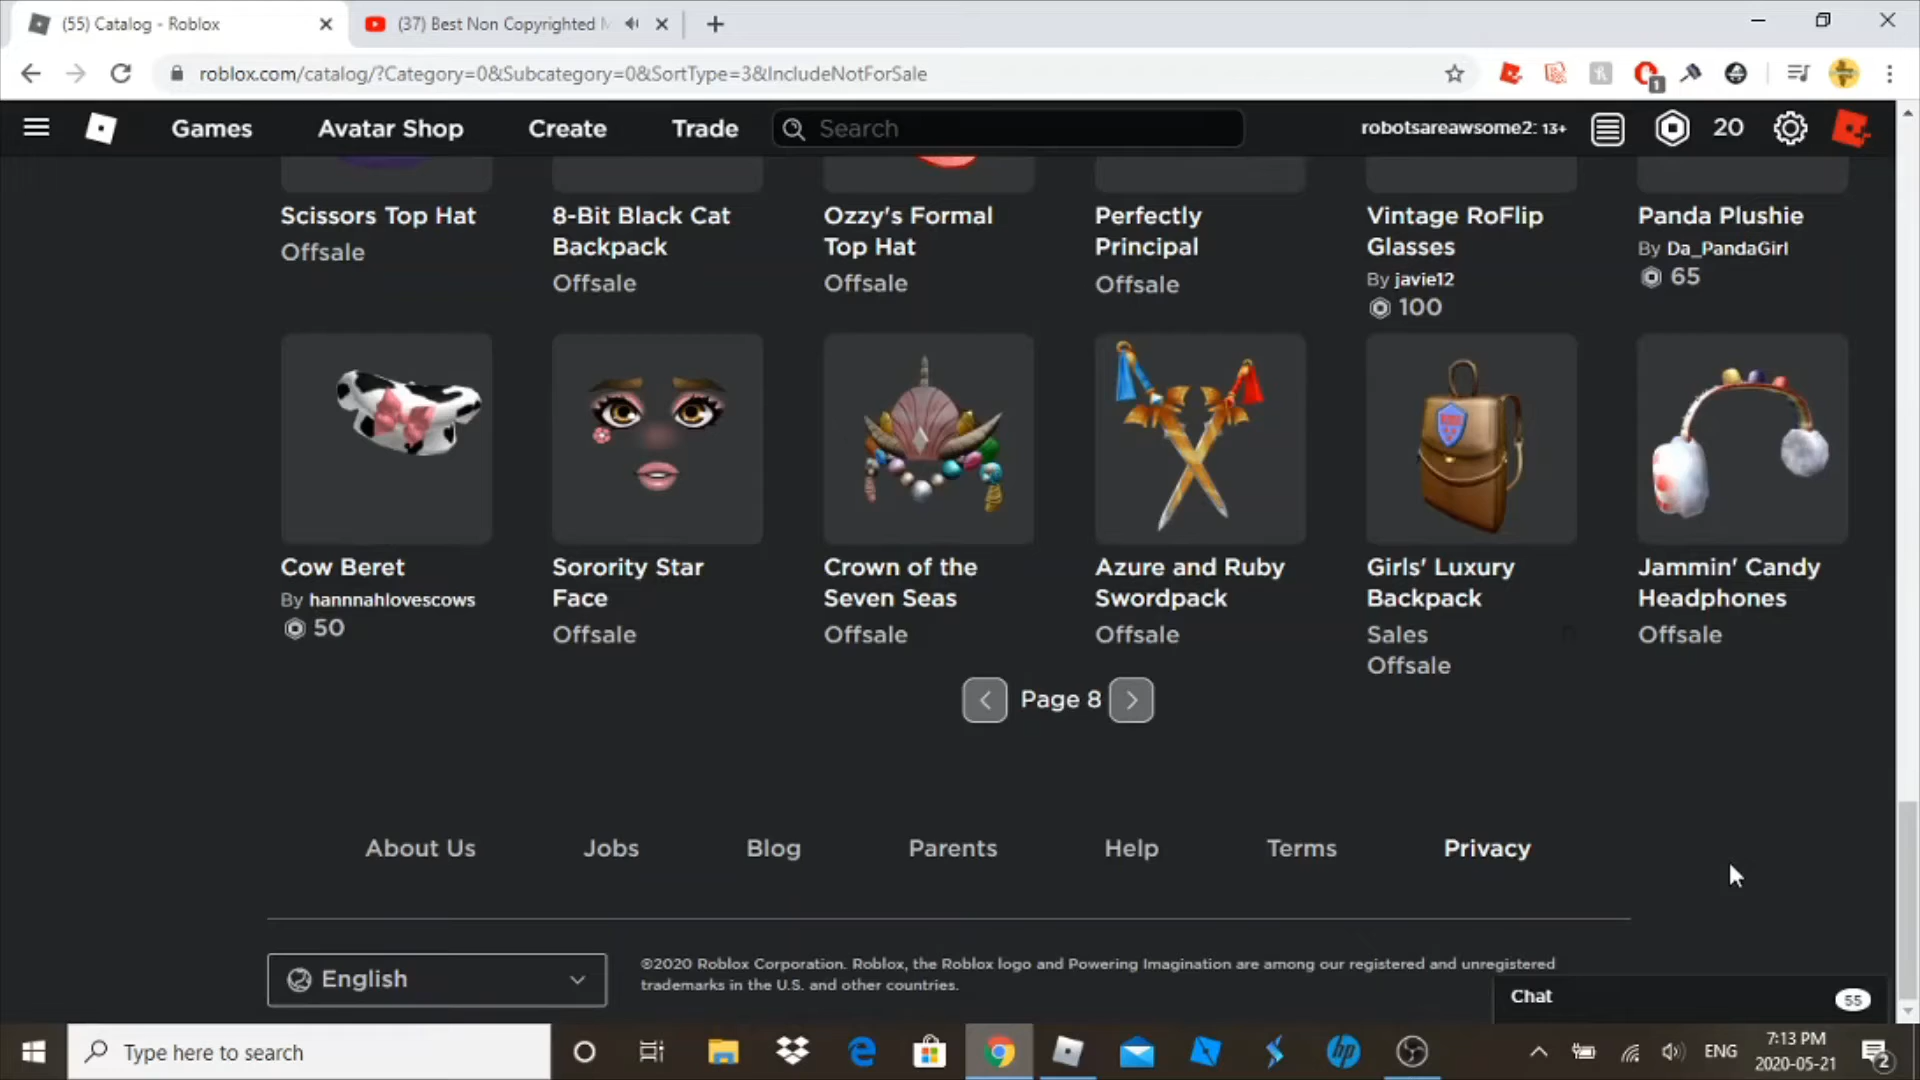 (55) Catalog - Roblox
(37) Best Non Copyrighted
roblox.com/catalog/?Category=0&Subcategory=0&SortType=3&IncludeNotForSale
1
Games
Avatar Shop
Create
Trade
Search
robotsareawsome2: 13+
20
Scissors Top Hat
Offsale
8-Bit Black Cat
Backpack
Offsale
Ozzy's Formal
Top Hat
Offsale
Perfectly
Principal
Offsale
Vintage RoFlip
Glasses
By javie12
100
Panda Plushie
By Da_PandaGirl
65
Cow Beret
By hannnahlovescows
50
Sorority Star
Face
Offsale
Crown of the
Seven Seas
Offsale
Azure and Ruby
Swordpack
Offsale
Girls' Luxury
Backpack
Sales
Offsale
Jammin' Candy
Headphones
Offsale
Page 8
About Us
Jobs
Blog
Parents
Help
Terms
Privacy
English
©2020 Roblox Corporation. Roblox, the Roblox logo and Powering Imagination are among our registered and unregistered
trademarks in the U.S. and other countries.
Chat
55
Type here to search
hp
ENG
7:13 PM
2020-05-21
2